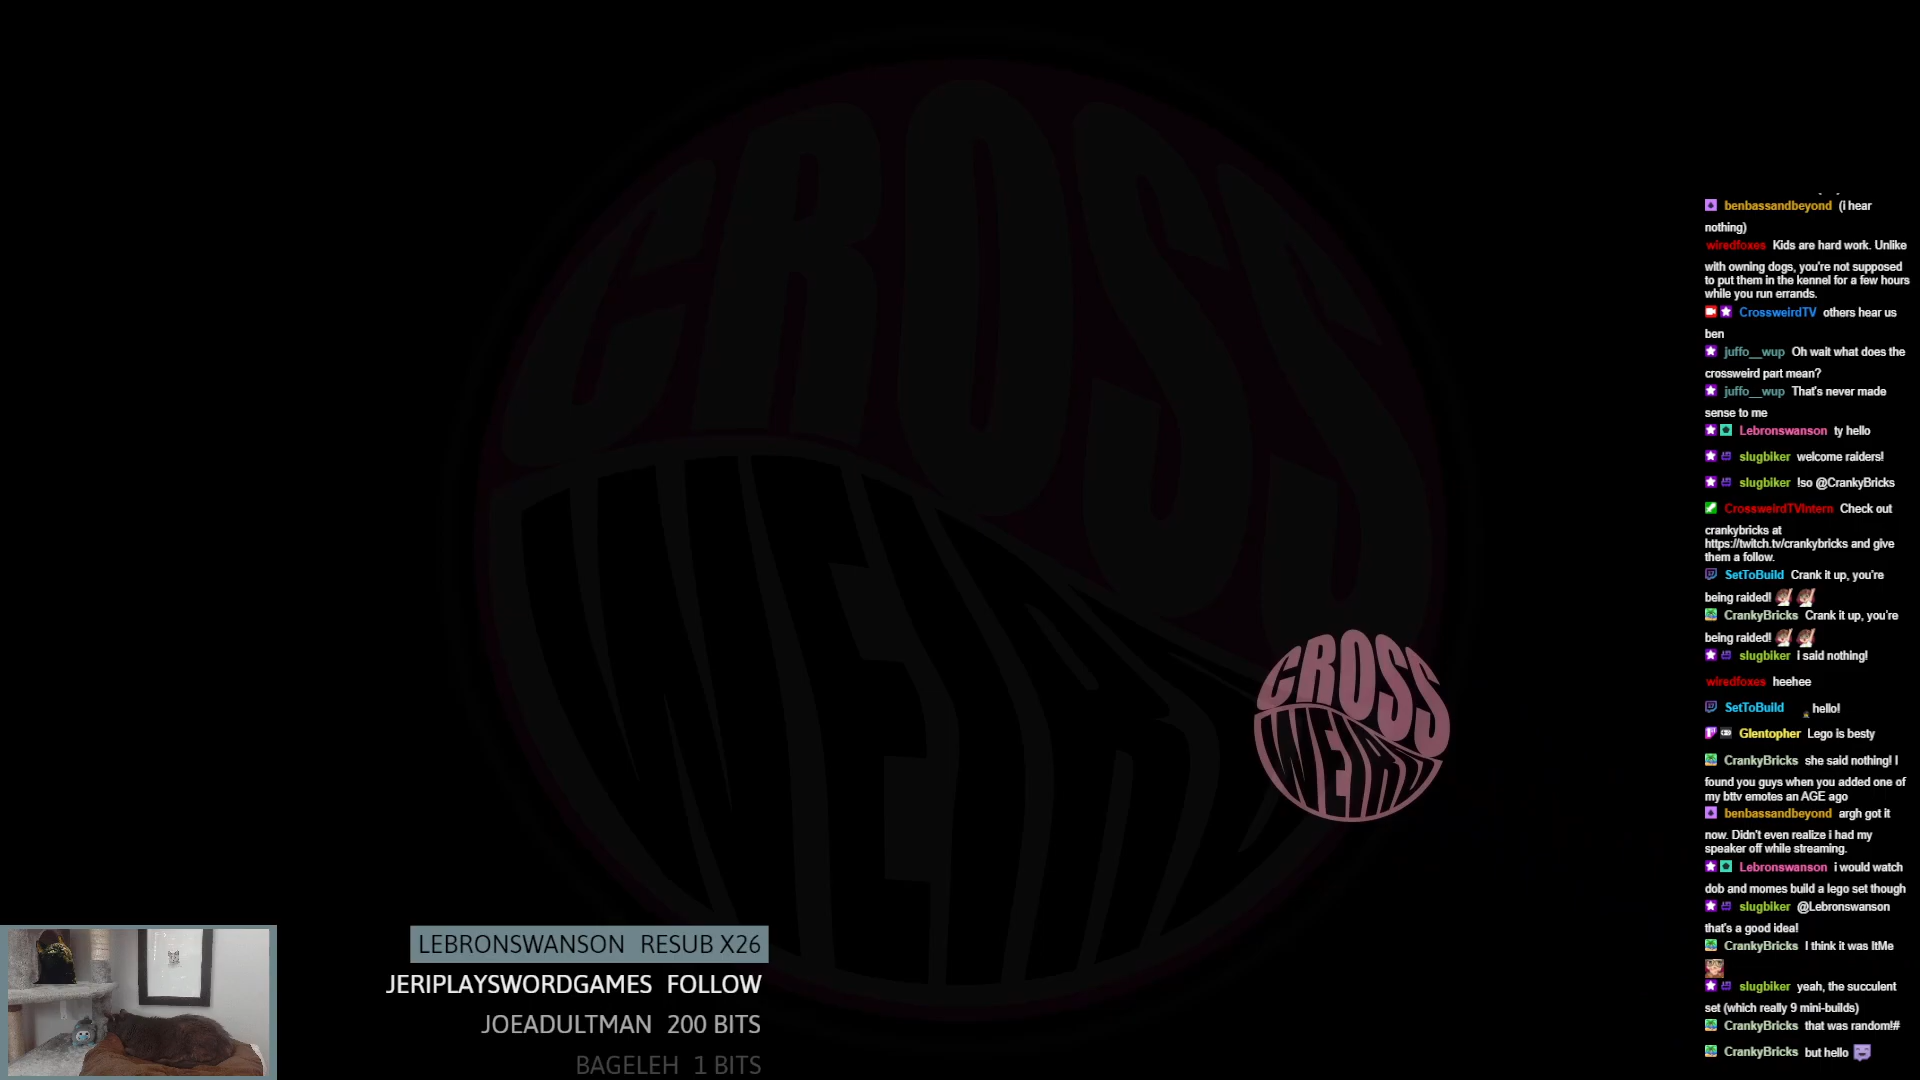 CROSS
WEIRD
CROSS
WEIRD
benbassandbeyond (i hear
nothing)
wiredfoxes Kids are hard work. Unlike
with owning dogs, you're not supposed
to put them in the kennel for a few hours
while you run errands.
CrossweirdTV others hear us
ben
juffo__wup Oh wait what does the
crossweird part mean?
juffo__wup That's never made
sense to me
Lebronswanson ty hello
slugbiker welcome raiders!
slugbiker !so @CrankyBricks
CrossweirdTVIntern Check out
crankybricks at
https://twitch.tv/crankybricks and give
them a follow.
SetToBuild Crank it up, you're
being raided!
CrankyBricks Crank it up, you're
being raided!
slugbiker i said nothing!
wiredfoxes heehee
SetToBuild hello!
Glentopher Lego is besty
CrankyBricks she said nothing! I
found you guys when you added one of
my bttv emotes an AGE ago
benbassandbeyond argh got it
now. Didn't even realize i had my
speaker off while streaming.
Lebronswanson i would watch
dob and momes build a lego set though
slugbiker @Lebronswanson
that's a good idea!
CrankyBricks I think it was ItMe
slugbiker yeah, the succulent
set (which really 9 mini-builds)
CrankyBricks that was random!#
CrankyBricks but hello
LEBRONSWANSON RESUB X26
JERIPLAYSWORDGAMES FOLLOW
JOEADULTMAN 200 BITS
BAGELEH 1 BITS